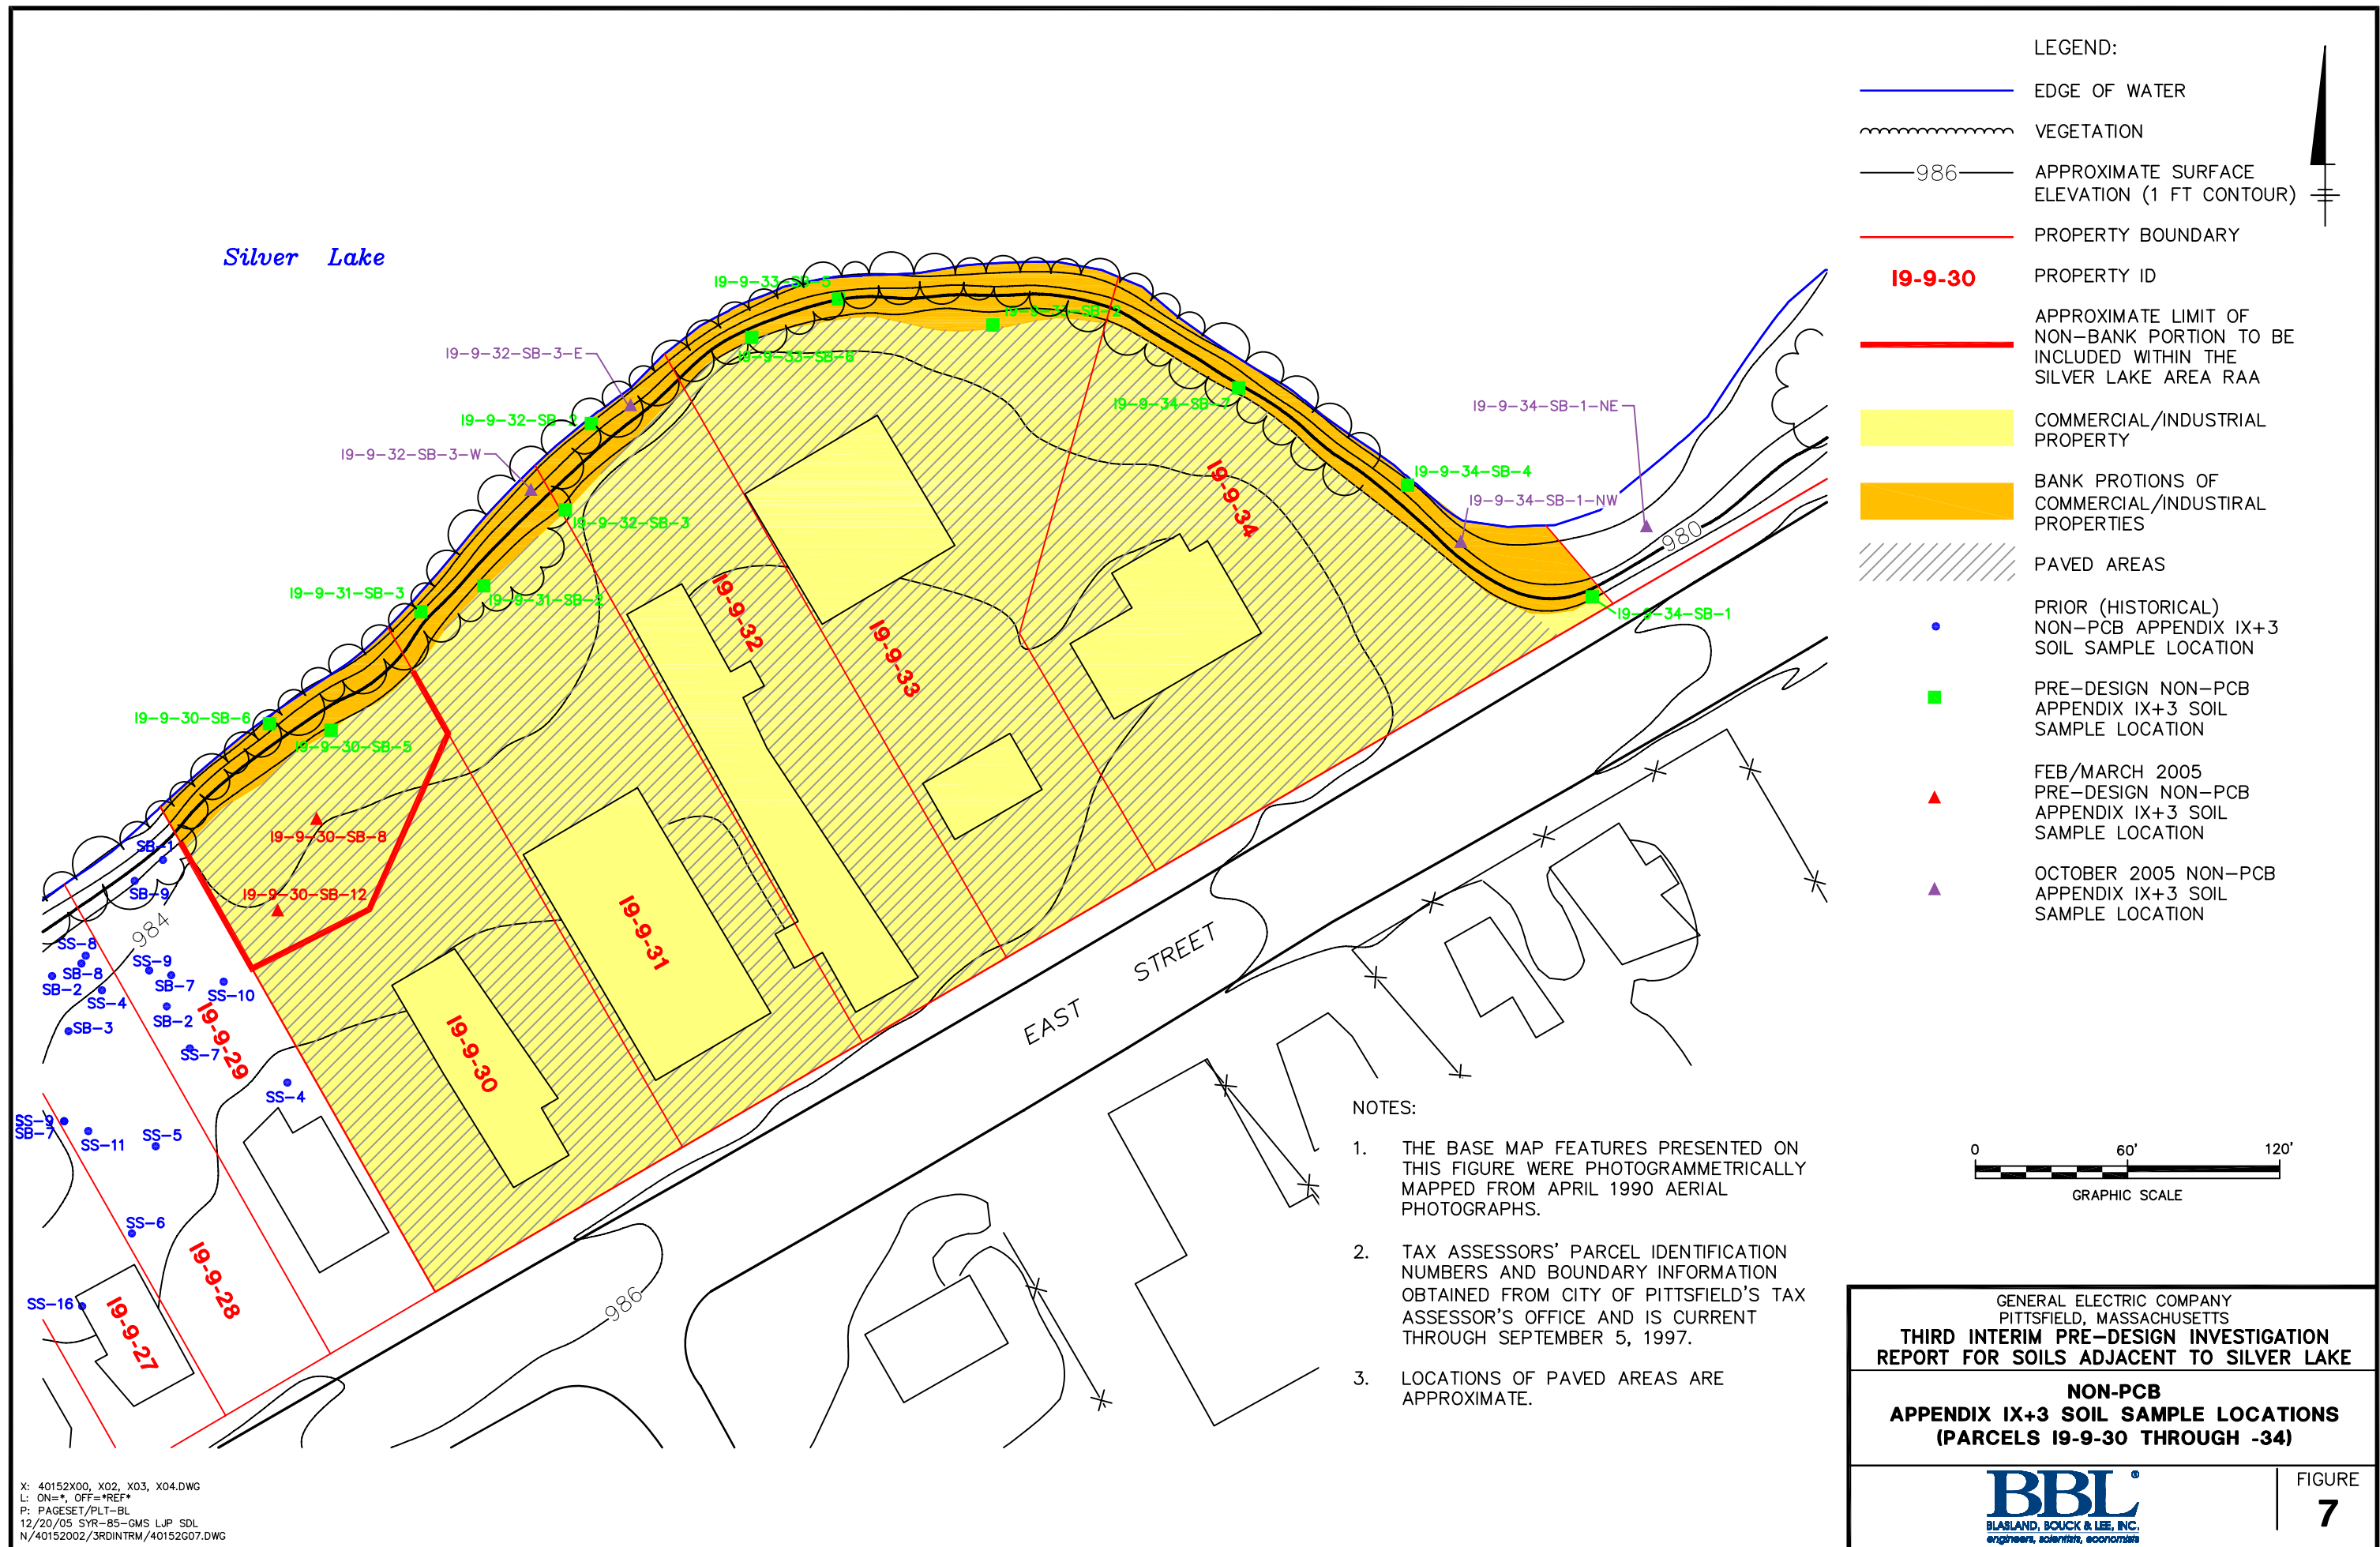 Silver Lake
I9-9-33-SB-5
I9-9-33-SB-2
I9-9-33-SB-6
I9-9-32-SB-3-E
I9-9-32-SB-2
I9-9-32-SB-3-W
I9-9-32-SB-3
I9-9-34-SB-7
I9-9-34-SB-1-NE
I9-9-34-SB-4
I9-9-34-SB-1-NW
I9-9-34-SB-1
I9-9-31-SB-3
I9-9-31-SB-2
I9-9-30-SB-6
I9-9-30-SB-5
I9-9-30-SB-8
I9-9-30-SB-12
I9-9-34
I9-9-33
I9-9-32
I9-9-31
I9-9-30
I9-9-29
I9-9-28
I9-9-27
980
984
986
EAST STREET
SB-1
SB-9
SS-8
SB-8
SB-2
SS-4
SB-3
SS-9
SB-7
SS-10
SB-2
SS-7
SS-4
SS-9
SB-7
SS-11
SS-5
SS-6
SS-16
LEGEND:
EDGE OF WATER
VEGETATION
986
APPROXIMATE SURFACE
ELEVATION (1 FT CONTOUR)
PROPERTY BOUNDARY
I9-9-30
PROPERTY ID
APPROXIMATE LIMIT OF
NON-BANK PORTION TO BE
INCLUDED WITHIN THE
SILVER LAKE AREA RAA
COMMERCIAL/INDUSTRIAL
PROPERTY
BANK PROTIONS OF
COMMERCIAL/INDUSTIRAL
PROPERTIES
PAVED AREAS
PRIOR (HISTORICAL)
NON-PCB APPENDIX IX+3
SOIL SAMPLE LOCATION
PRE-DESIGN NON-PCB
APPENDIX IX+3 SOIL
SAMPLE LOCATION
FEB/MARCH 2005
PRE-DESIGN NON-PCB
APPENDIX IX+3 SOIL
SAMPLE LOCATION
OCTOBER 2005 NON-PCB
APPENDIX IX+3 SOIL
SAMPLE LOCATION
NOTES:
1. THE BASE MAP FEATURES PRESENTED ON
THIS FIGURE WERE PHOTOGRAMMETRICALLY
MAPPED FROM APRIL 1990 AERIAL
PHOTOGRAPHS.
2. TAX ASSESSORS' PARCEL IDENTIFICATION
NUMBERS AND BOUNDARY INFORMATION
OBTAINED FROM CITY OF PITTSFIELD'S TAX
ASSESSOR'S OFFICE AND IS CURRENT
THROUGH SEPTEMBER 5, 1997.
3. LOCATIONS OF PAVED AREAS ARE
APPROXIMATE.
0 60' 120'
GRAPHIC SCALE
GENERAL ELECTRIC COMPANY
PITTSFIELD, MASSACHUSETTS
THIRD INTERIM PRE-DESIGN INVESTIGATION
REPORT FOR SOILS ADJACENT TO SILVER LAKE
NON-PCB
APPENDIX IX+3 SOIL SAMPLE LOCATIONS
(PARCELS I9-9-30 THROUGH -34)
BBL®
BLASLAND, BOUCK & LEE, INC.
engineers, scientists, economists
FIGURE
7
X: 40152X00, X02, X03, X04.DWG
L: ON=*, OFF=*REF*
P: PAGESET/PLT-BL
12/20/05 SYR-85-GMS LJP SDL
N/40152002/3RDINTRM/40152G07.DWG